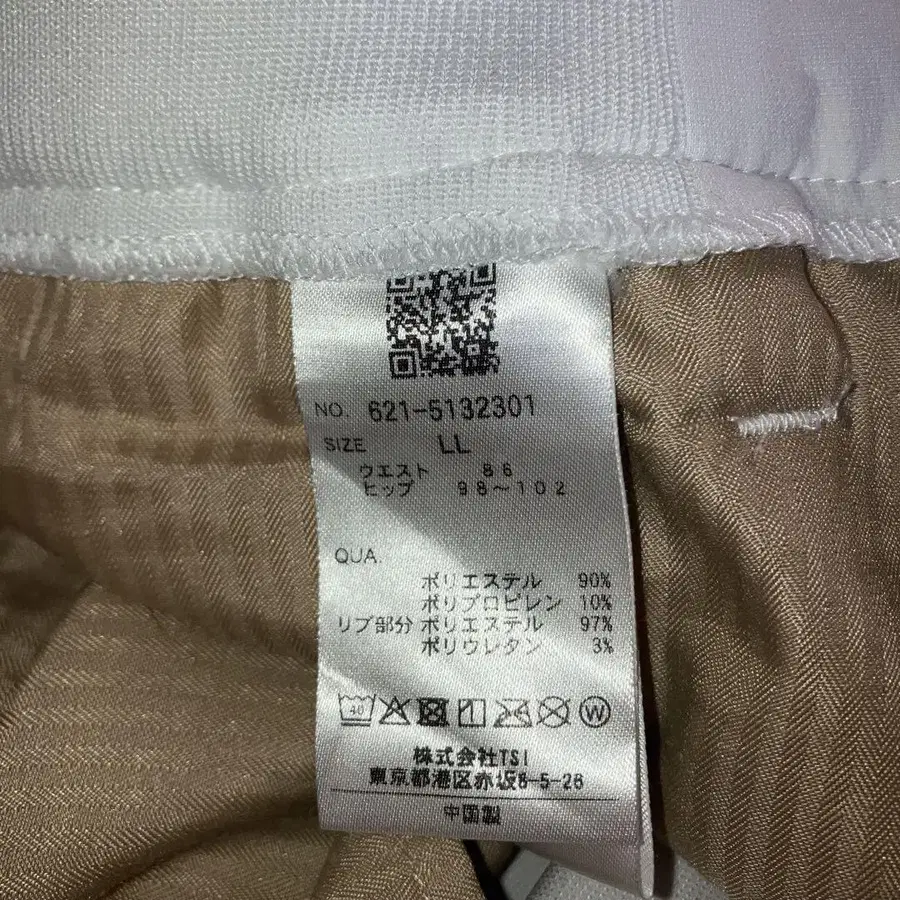 NO. 621-5132301
SIZE LL
ウエスト 86
ヒップ 98～102
QUA.
ポリエステル 90%
ポリプロピレン 10%
リブ部分 ポリエステル 97%
ポリウレタン 3%
40 W
株式会社TSI
東京都港区赤坂8-5-26
中国製